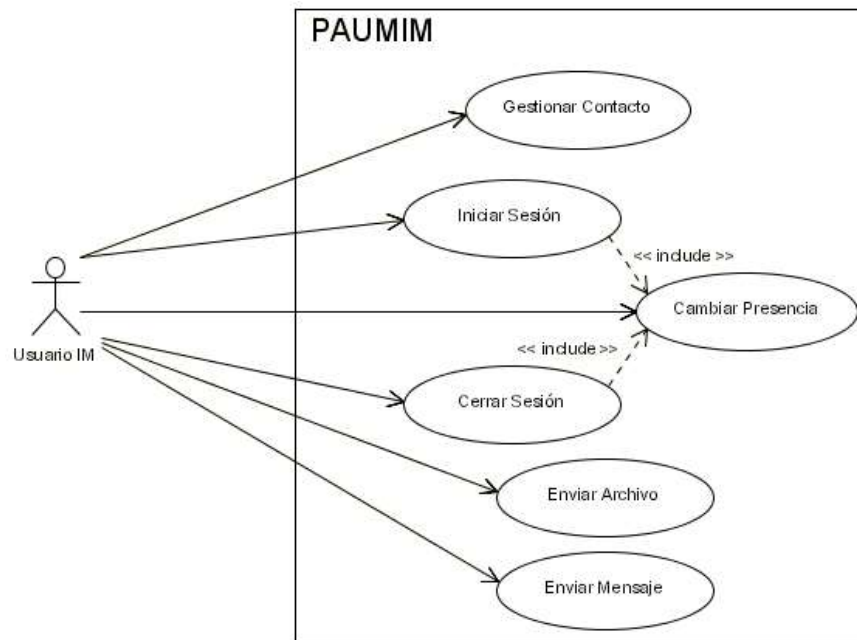 PAUMIM
Gestionar Contacto
Iniciar Sesión
<< include >>
Cambiar Presencia
Usuario IM
<< include >>
Cerrar Sesión
Enviar Archivo
Enviar Mensaje